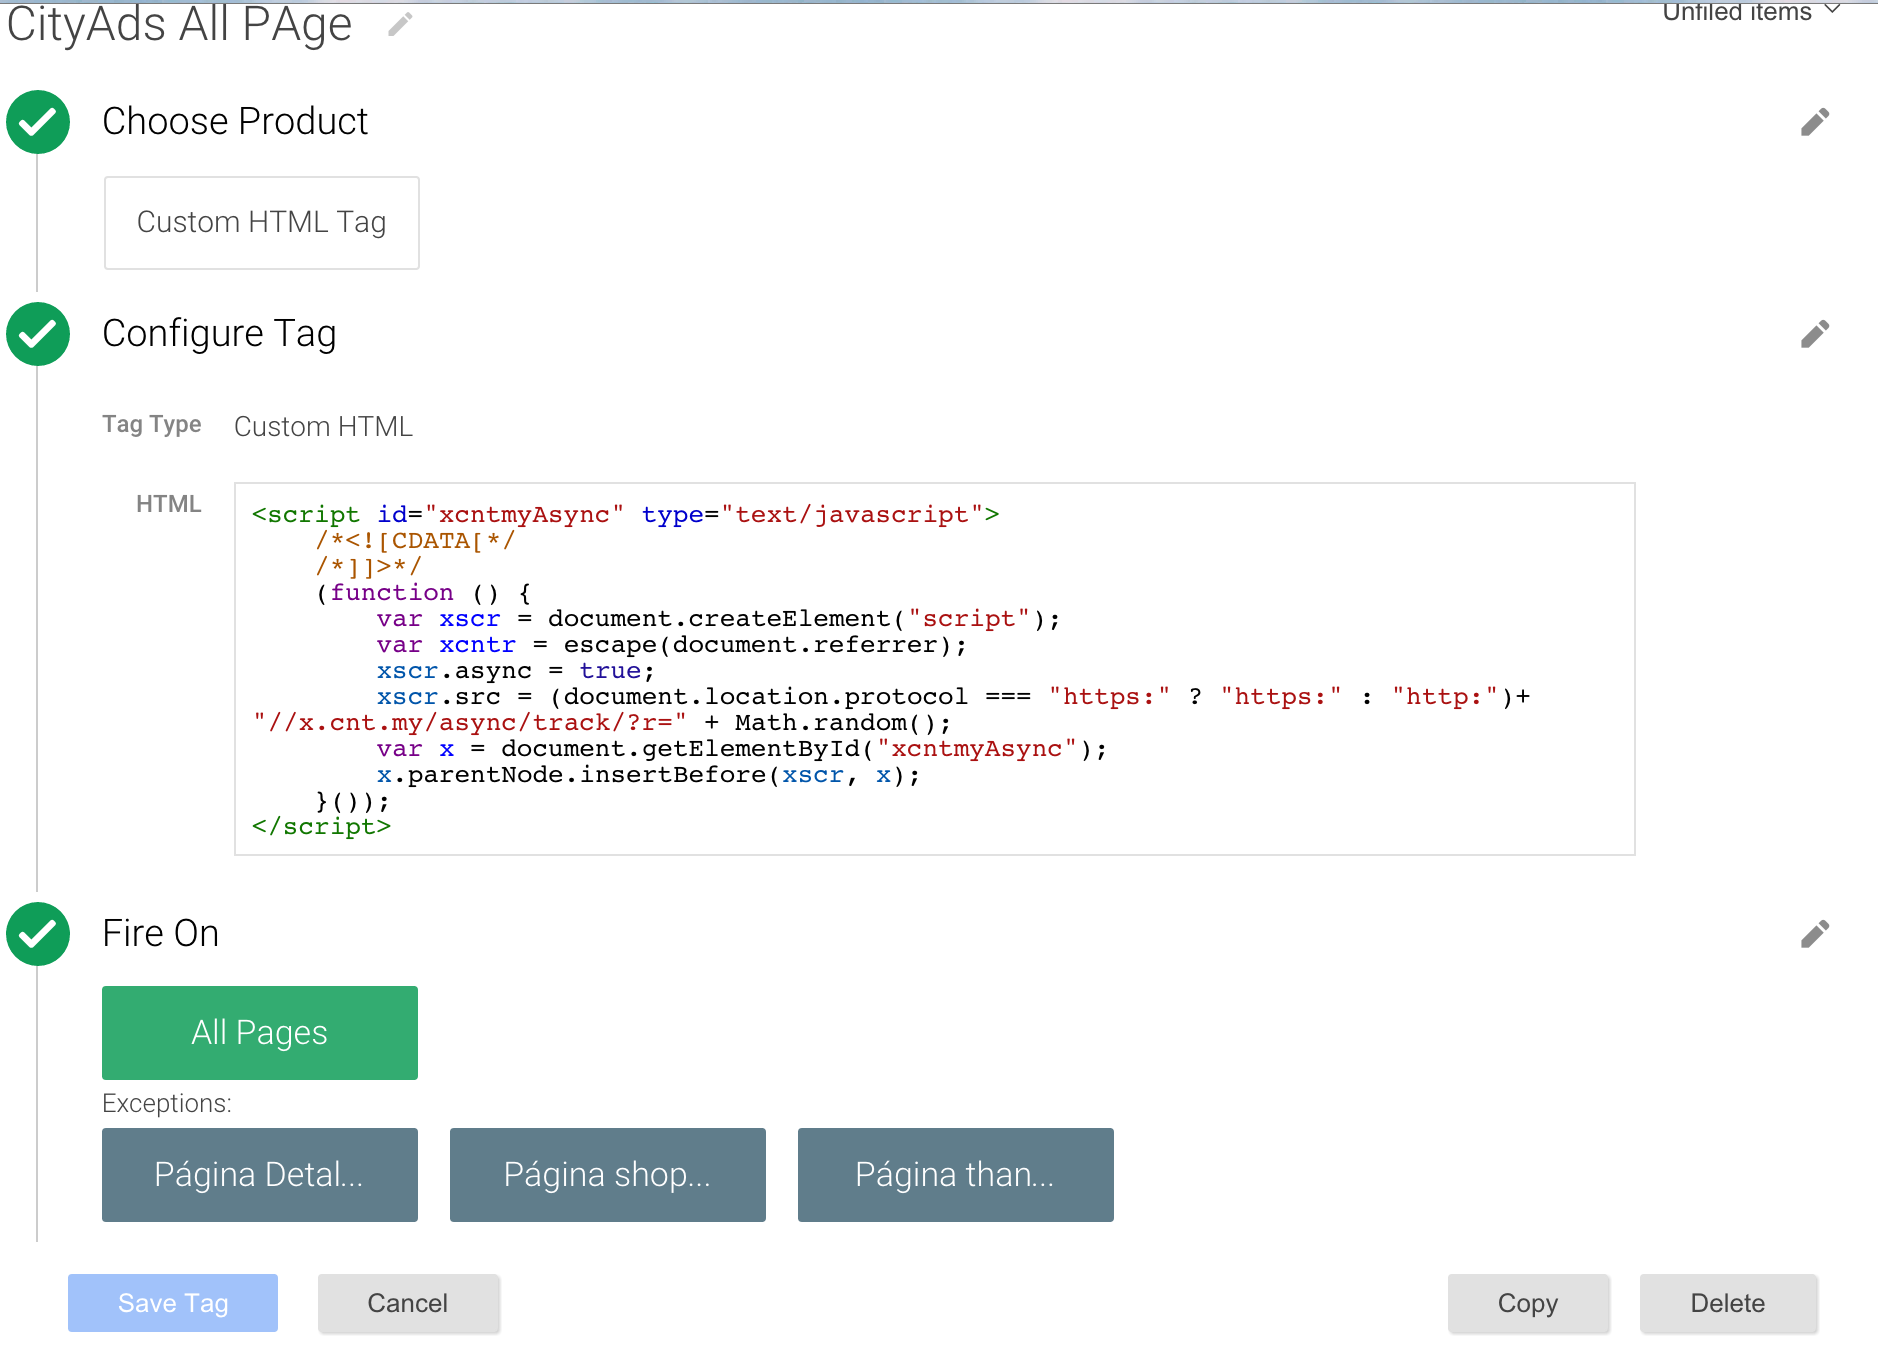 CityAds All PAge
Unfiled items
Choose Product
Custom HTML Tag
Configure Tag
Tag Type Custom HTML
HTML
<script id="xcntmyAsync" type="text/javascript">
    /*<![CDATA[*/
    /*]]>*/
    (function () {
        var xscr = document.createElement("script");
        var xcntr = escape(document.referrer);
        xscr.async = true;
        xscr.src = (document.location.protocol === "https:" ? "https:" : "http:")+
"//x.cnt.my/async/track/?r=" + Math.random();
        var x = document.getElementById("xcntmyAsync");
        x.parentNode.insertBefore(xscr, x);
    }());
</script>
Fire On
All Pages
Exceptions:
Página Detal... Página shop... Página than...
Save Tag Cancel Copy Delete